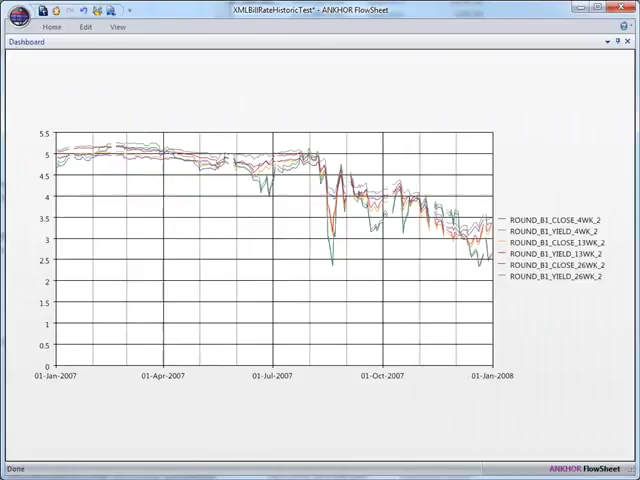 XMLBillRateHistoricTest* - ANKHOR FlowSheet
Home Edit View
Dashboard
5.5
5
4.5
4
3.5
3
2.5
2
1.5
1
0.5
0
01-Jan-2007 01-Apr-2007 01-Jul-2007 01-Oct-2007 01-Jan-2008
ROUND_B1_CLOSE_4WK_2
ROUND_B1_YIELD_4WK_2
ROUND_B1_CLOSE_13WK_2
ROUND_B1_YIELD_13WK_2
ROUND_B1_CLOSE_26WK_2
ROUND_B1_YIELD_26WK_2
Done ANKHOR FlowSheet